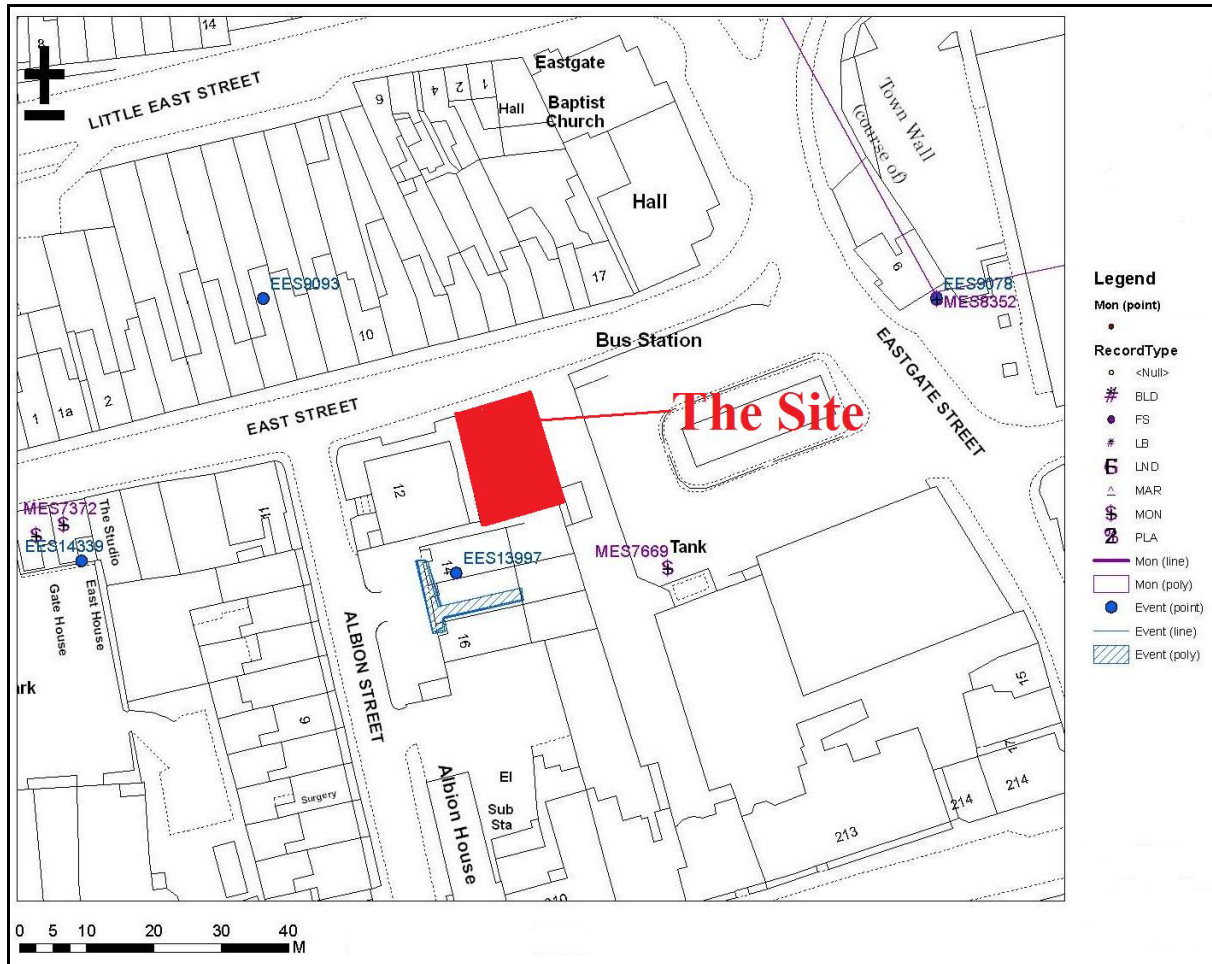 14
8
LITTLE EAST STREET
Eastgate
Baptist
Church
Hall
6
4
2
1
Hall
Town Wall
(course of)
EES9093
10
17
6
EES9078
MES8352
1
1a
2
Bus Station
EAST STREET
EASTGATE STREET
The Site
12
11
MES7372
The Studio
EES14339
East House
Gate House
14
EES13997
16
MES7669
Tank
ALBION STREET
9
ark
Surgery
Albion House
El
Sub
Sta
15
17
214
214
213
210
0 5 10 20 30 40
M
Legend
Mon (point)
RecordType
<Null>
BLD
FS
LB
LND
MAR
MON
PLA
Mon (line)
Mon (poly)
Event (point)
Event (line)
Event (poly)